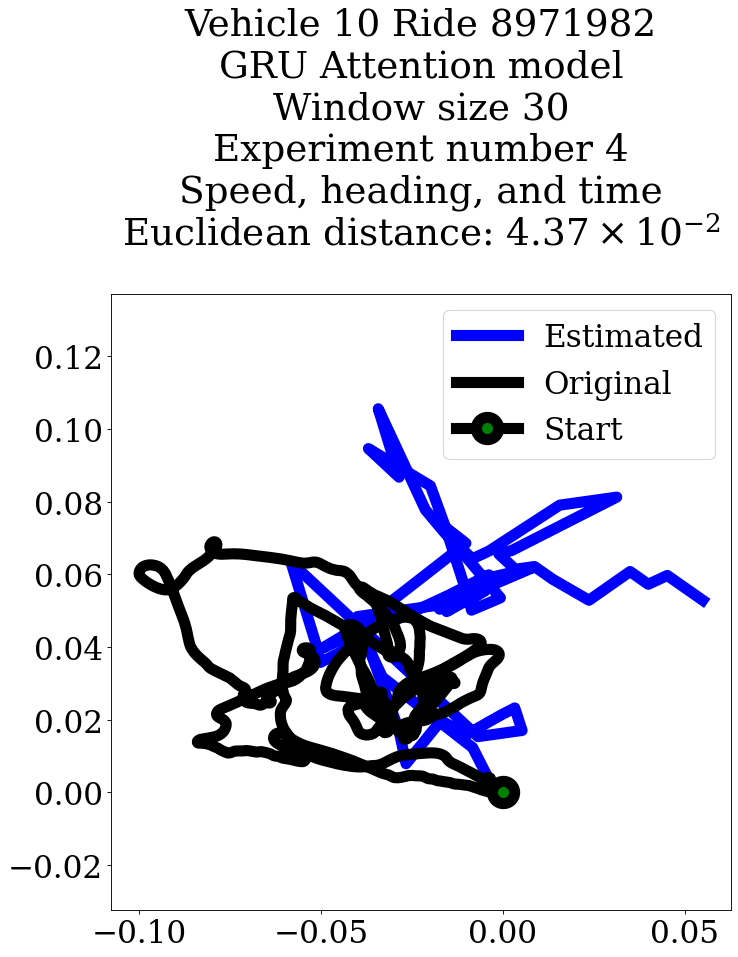 Vehicle 10 Ride 8971982
GRU Attention model
Window size 30
Experiment number 4
Speed, heading, and time
Euclidean distance: 4.37 × 10⁻²
Estimated
Original
Start
0.12
0.10
0.08
0.06
0.04
0.02
0.00
−0.02
−0.10
−0.05
0.00
0.05